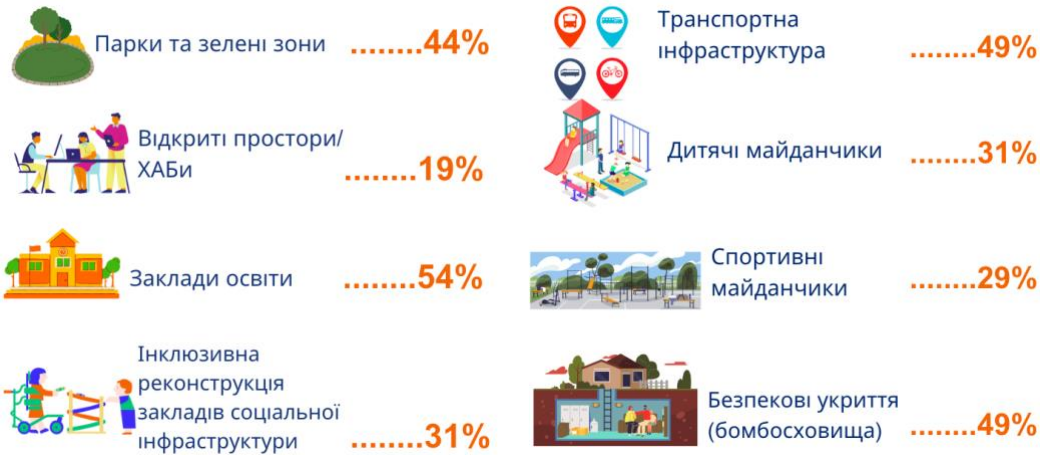 Парки та зелені зони ........44%
Відкриті простори/
ХАБи ........19%
Заклади освіти ........54%
Інклюзивна
реконструкція
закладів соціальної
інфраструктури ........31%
Транспортна
інфраструктура ........49%
Дитячі майданчики ........31%
Спортивні
майданчики ........29%
Безпекові укриття
(бомбосховища) ........49%